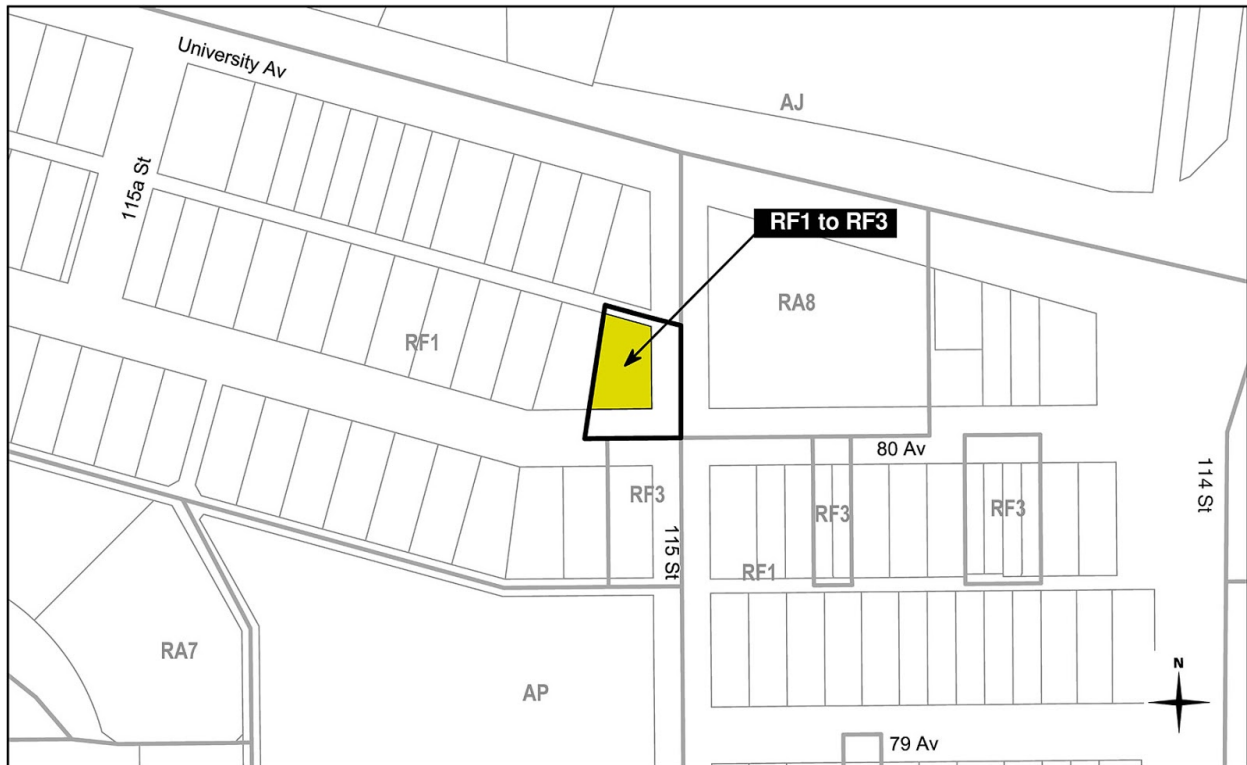 University Av
AJ
115a St
RF1 to RF3
RA8
RF1
80 Av
RF3
RF3
RF3
114 St
115 St
RF1
RA7
AP
N
79 Av